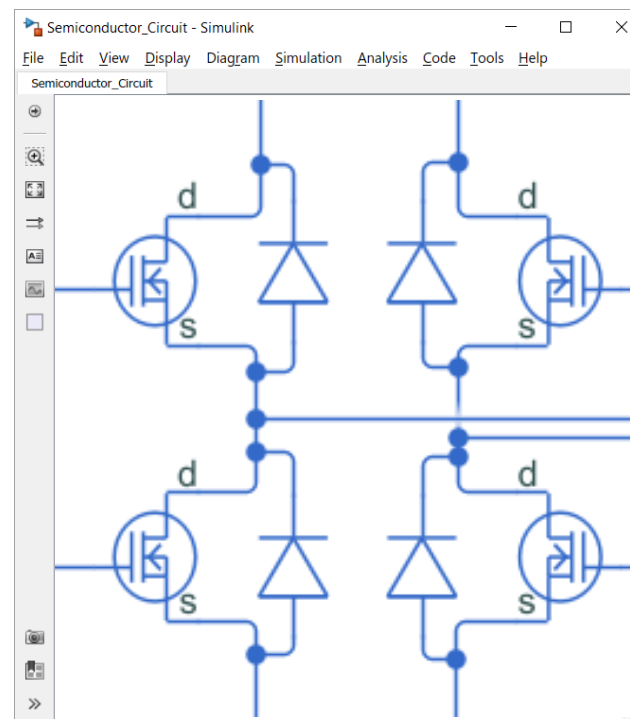 Semiconductor_Circuit - Simulink
File Edit View Display Diagram Simulation Analysis Code Tools Help
Semiconductor_Circuit
d d
s s
d d
s s